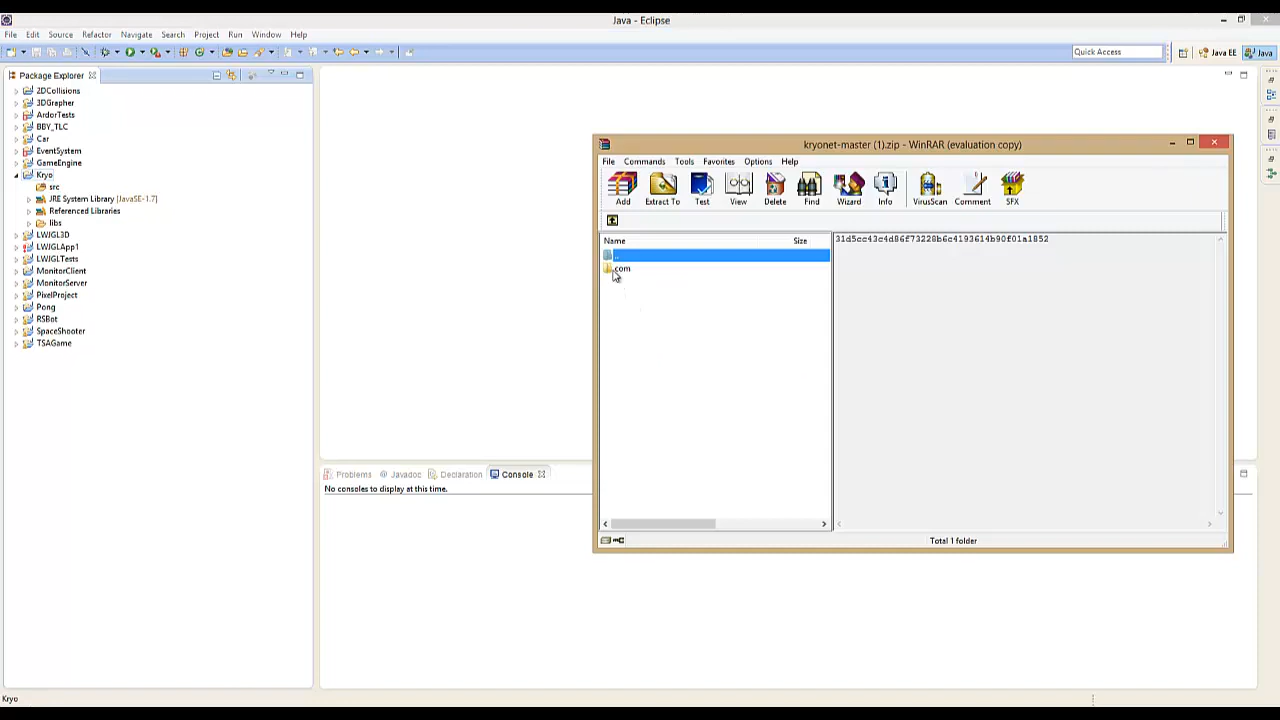 Java - Eclipse
File Edit Source Refactor Navigate Search Project Run Window Help
Quick Access
Java EE
Java
Package Explorer
2DCollisions
3DGrapher
ArdorTests
BBY_TLC
Car
EventSystem
GameEngine
Kryo
src
JRE System Library [JavaSE-1.7]
Referenced Libraries
libs
LWJGL3D
LWJGLApp1
LWJGLTests
MonitorClient
MonitorServer
PixelProject
Pong
RSBot
SpaceShooter
TSAGame
kryonet-master (1).zip - WinRAR (evaluation copy)
File Commands Tools Favorites Options Help
Add Extract To Test View Delete Find Wizard Info VirusScan Comment SFX
Name Size
..
com
31d5cc43c4d86f73228b6c4193614b90f01a1852
Total 1 folder
Problems @ Javadoc Declaration Console
No consoles to display at this time.
Kryo